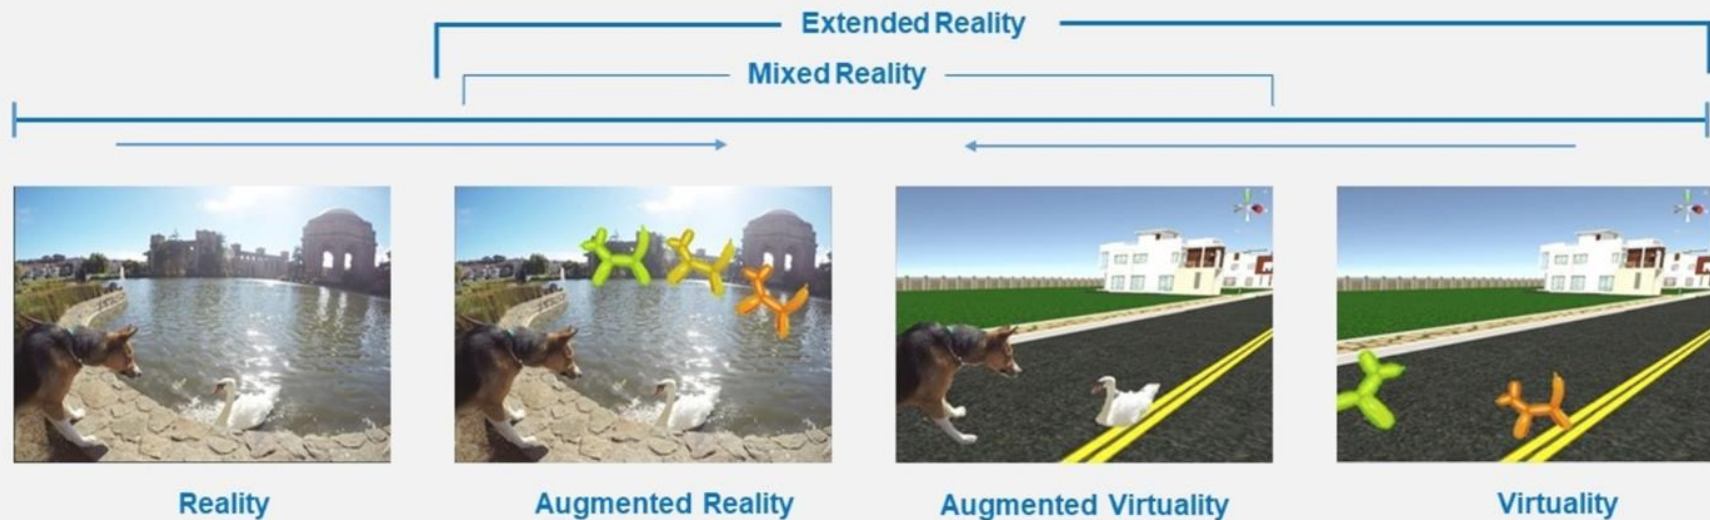 Extended Reality
Mixed Reality
Reality
Augmented Reality
Augmented Virtuality
Virtuality